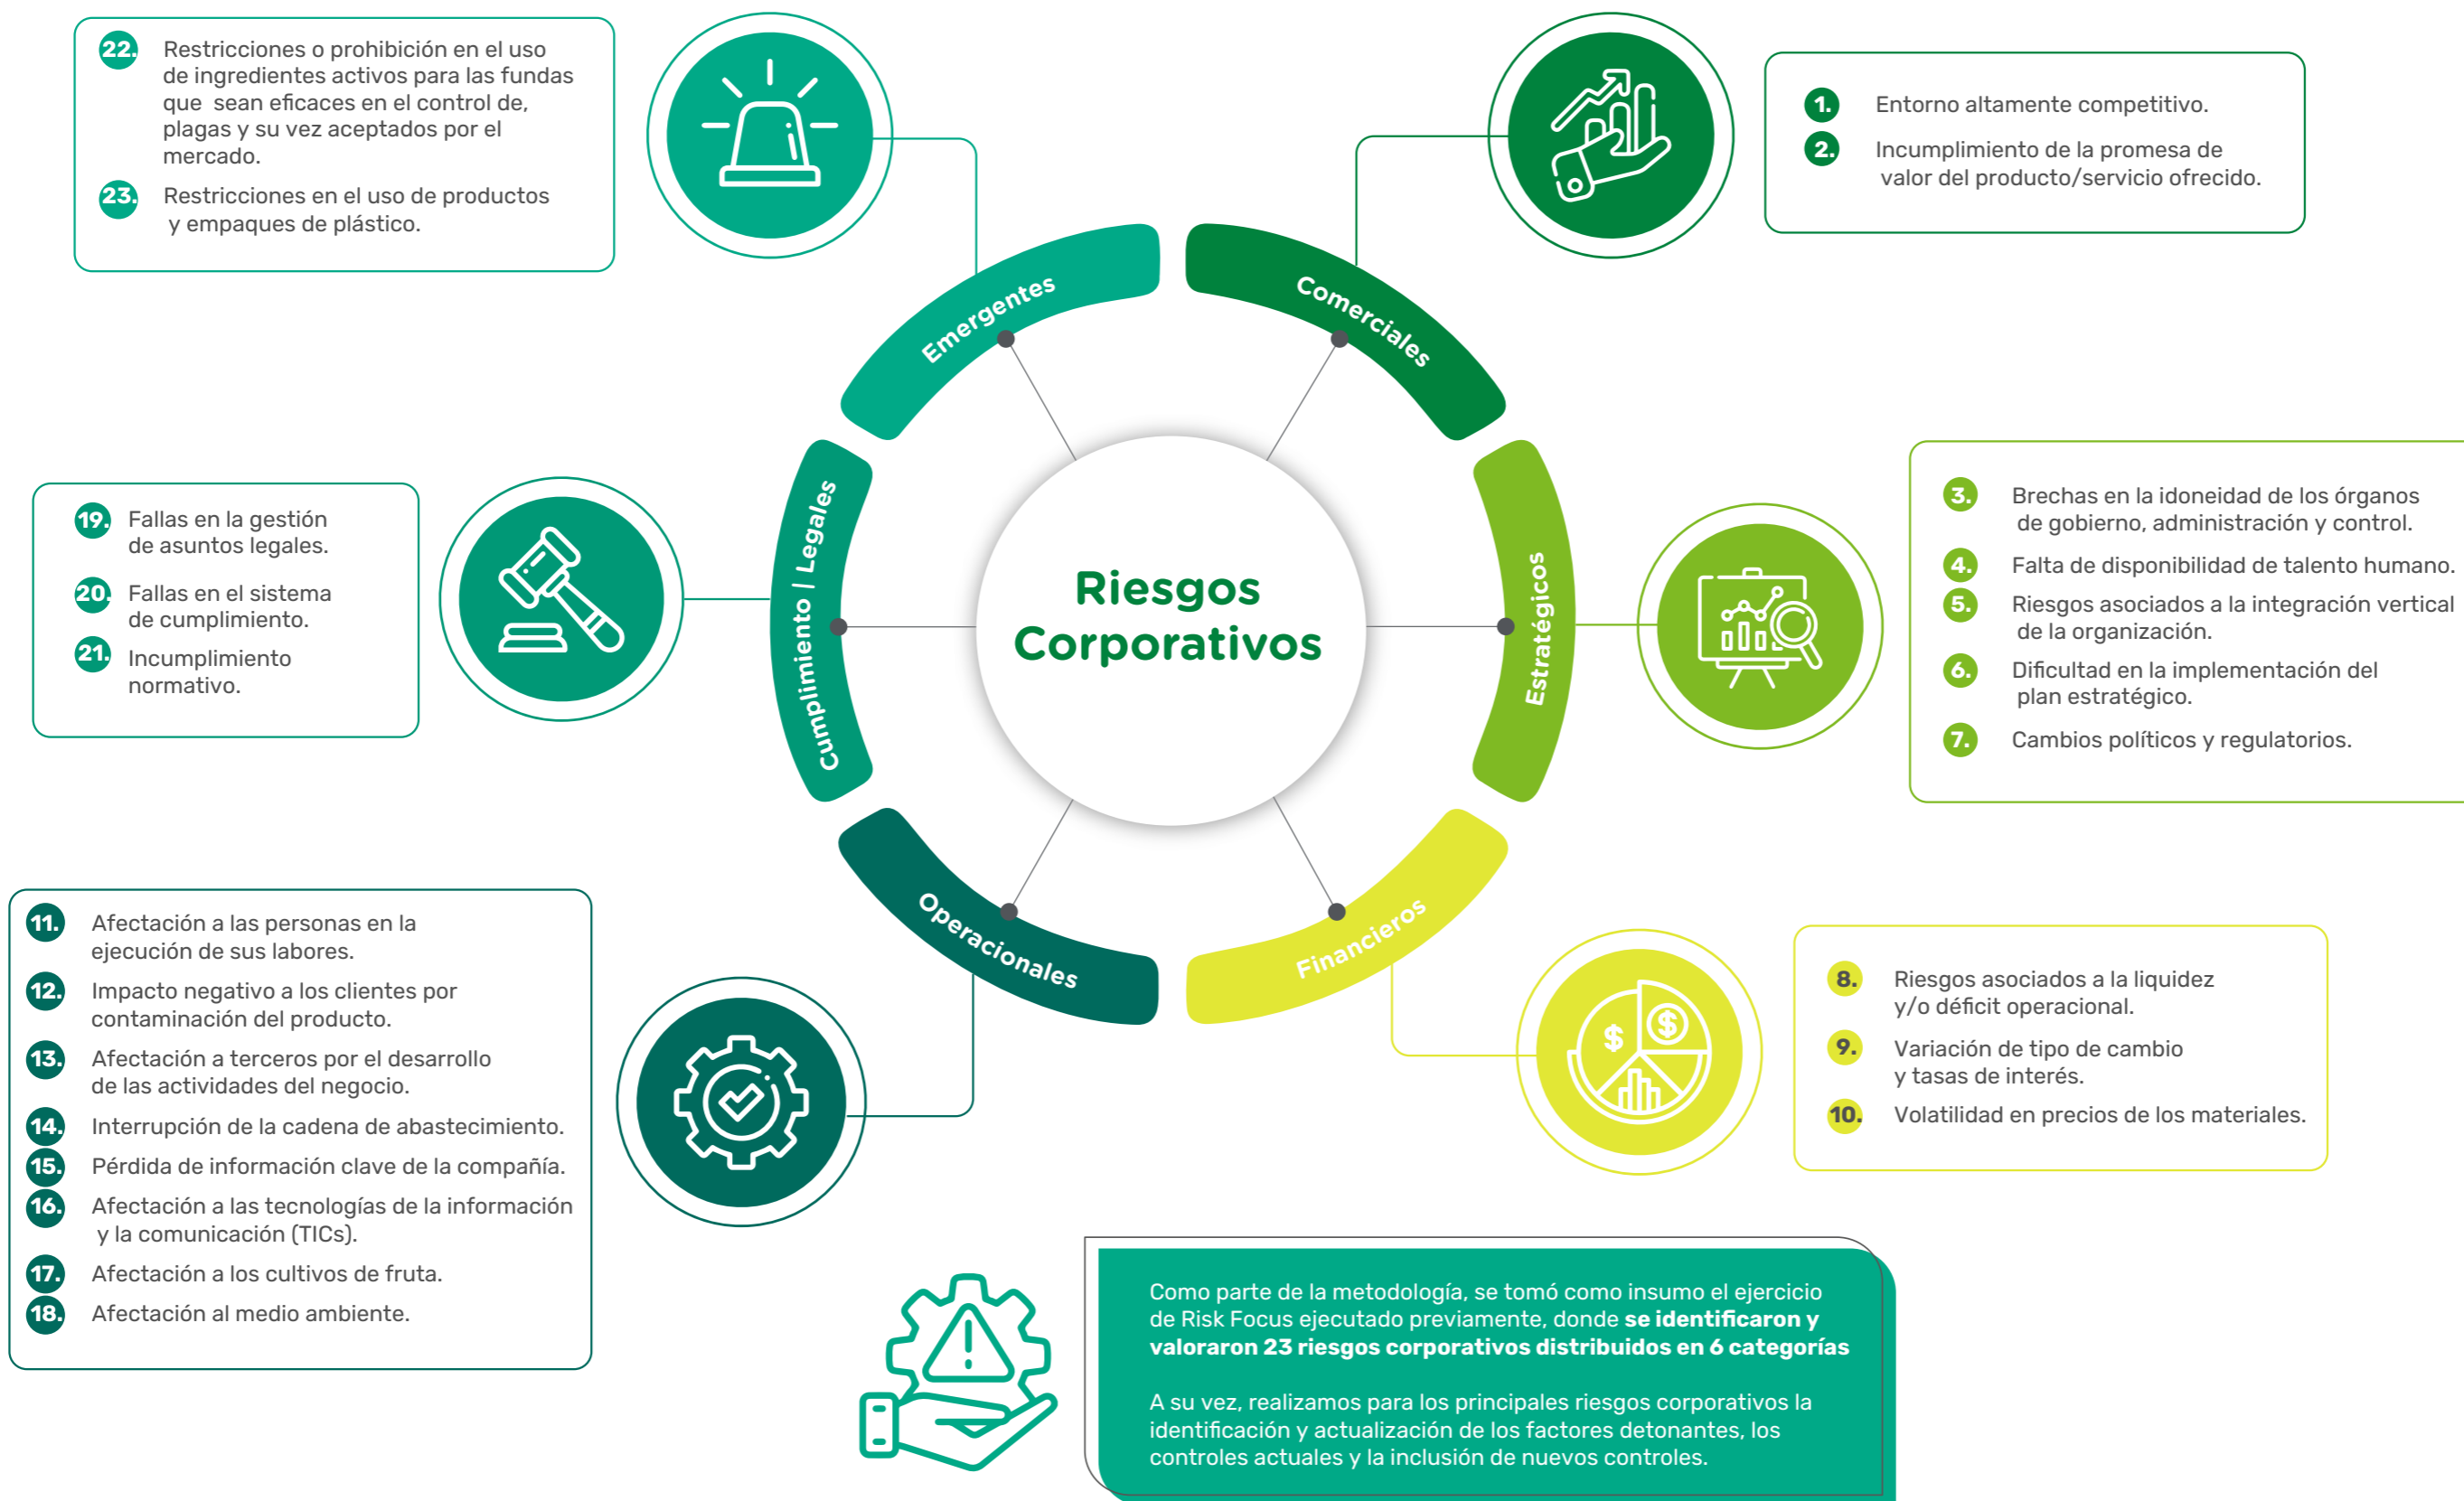 22. Restricciones o prohibición en el uso
de ingredientes activos para las fundas
que sean eficaces en el control de,
plagas y su vez aceptados por el
mercado.
23. Restricciones en el uso de productos
y empaques de plástico.
1. Entorno altamente competitivo.
2. Incumplimiento de la promesa de
valor del producto/servicio ofrecido.
Emergentes
Comerciales
19. Fallas en la gestión
de asuntos legales.
20. Fallas en el sistema
de cumplimiento.
21. Incumplimiento
normativo.
Cumplimiento | Legales
Riesgos
Corporativos
Estratégicos
3. Brechas en la idoneidad de los órganos
de gobierno, administración y control.
4. Falta de disponibilidad de talento humano.
5. Riesgos asociados a la integración vertical
de la organización.
6. Dificultad en la implementación del
plan estratégico.
7. Cambios políticos y regulatorios.
Operacionales
Financieros
11. Afectación a las personas en la
ejecución de sus labores.
12. Impacto negativo a los clientes por
contaminación del producto.
13. Afectación a terceros por el desarrollo
de las actividades del negocio.
14. Interrupción de la cadena de abastecimiento.
15. Pérdida de información clave de la compañía.
16. Afectación a las tecnologías de la información
y la comunicación (TICs).
17. Afectación a los cultivos de fruta.
18. Afectación al medio ambiente.
$ $
8. Riesgos asociados a la liquidez
y/o déficit operacional.
9. Variación de tipo de cambio
y tasas de interés.
10. Volatilidad en precios de los materiales.
Como parte de la metodología, se tomó como insumo el ejercicio
de Risk Focus ejecutado previamente, donde se identificaron y
valoraron 23 riesgos corporativos distribuidos en 6 categorías
A su vez, realizamos para los principales riesgos corporativos la
identificación y actualización de los factores detonantes, los
controles actuales y la inclusión de nuevos controles.